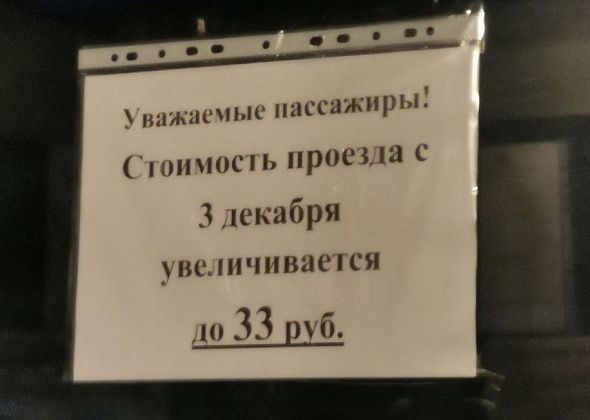 Уважаемые пассажиры!
Стоимость проезда с
3 декабря
увеличивается
до 33 руб.